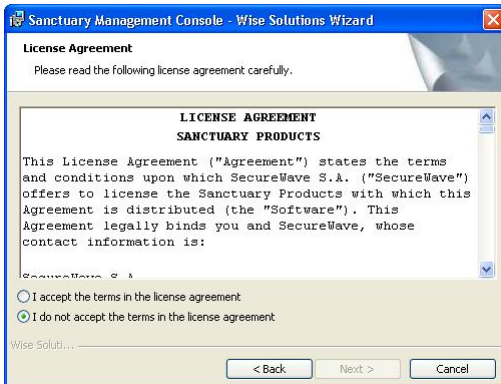 Sanctuary Management Console - Wise Solutions Wizard
License Agreement
Please read the following license agreement carefully.
LICENSE AGREEMENT
SANCTUARY PRODUCTS
This License Agreement ("Agreement") states the terms
and conditions upon which SecureWave S.A. ("SecureWave")
offers to license the Sanctuary Products with which this
Agreement is distributed (the "Software"). This
Agreement legally binds you and SecureWave, whose
contact information is:
SecureWave S.A.
I accept the terms in the license agreement
I do not accept the terms in the license agreement
Wise Soluti...
< Back
Next >
Cancel